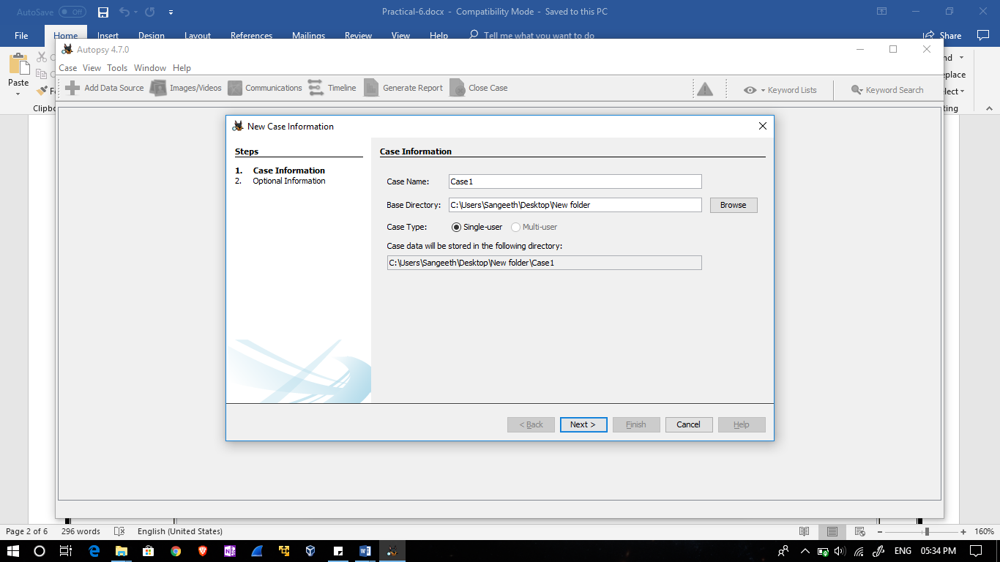 AutoSave Off Practical-6.docx - Compatibility Mode - Saved to this PC
File Home Insert Design Layout References Mailings Review View Help Tell me what you want to do Share
Autopsy 4.7.0
Case View Tools Window Help
Paste
Add Data Source Images/Videos Communications Timeline Generate Report Close Case Keyword Lists Keyword Search
New Case Information
Steps
1. Case Information
2. Optional Information
Case Information
Case Name: Case1
Base Directory: C:\Users\Sangeeth\Desktop\New folder Browse
Case Type: Single-user Multi-user
Case data will be stored in the following directory:
C:\Users\Sangeeth\Desktop\New folder\Case1
< Back Next > Finish Cancel Help
Page 2 of 6 296 words English (United States) 160%
ENG 05:34 PM